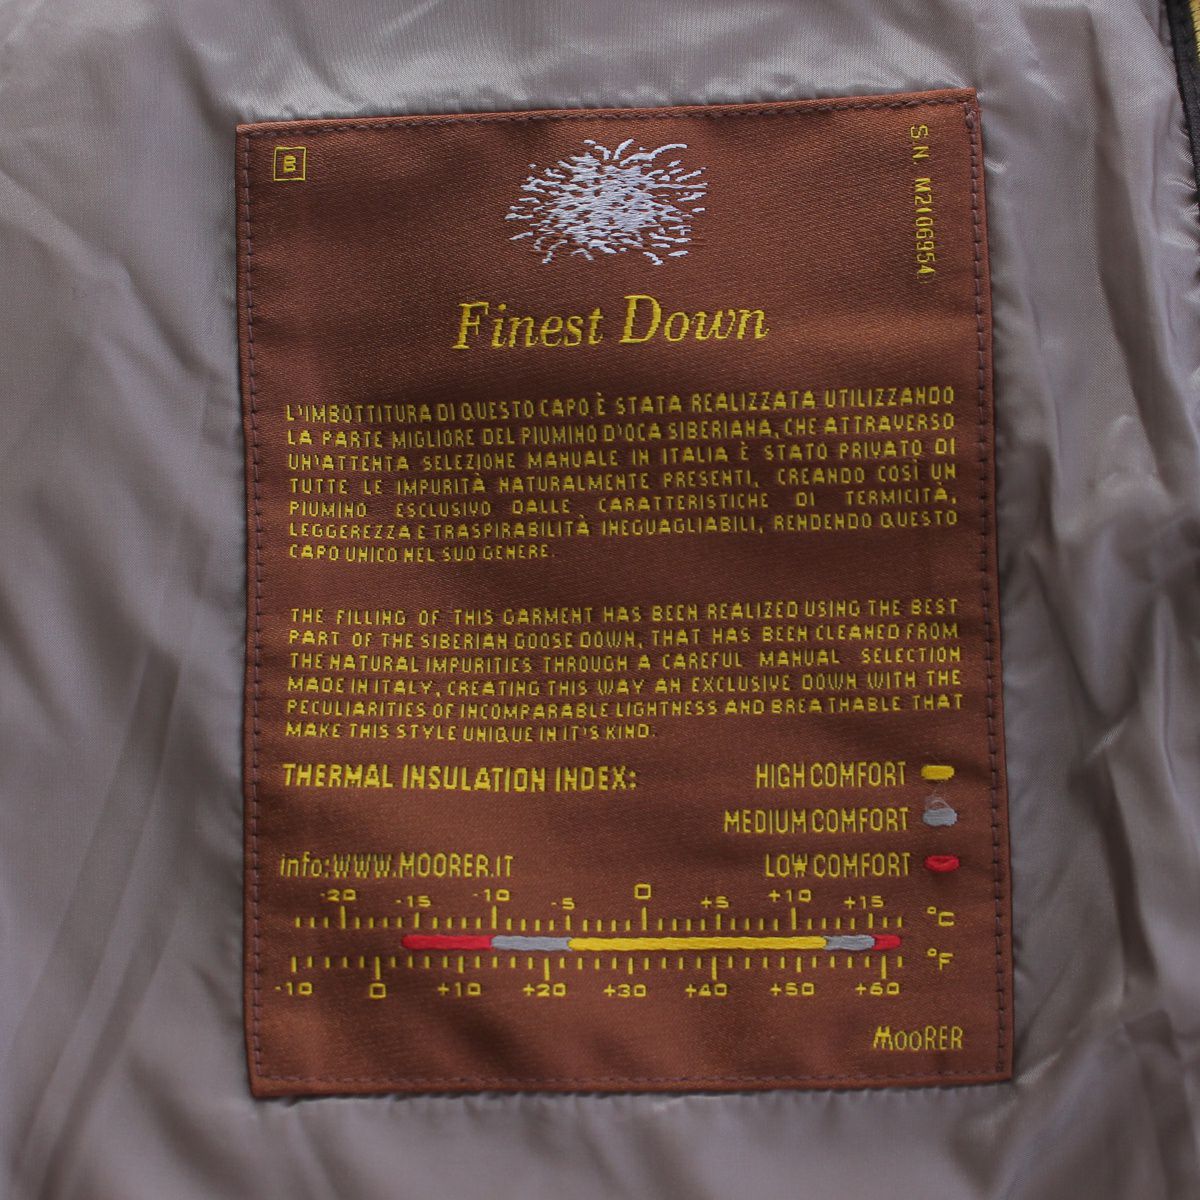 B
S.N. M2106954
Finest Down
L'IMBOTTITURA DI QUESTO CAPO È STATA REALIZZATA UTILIZZANDO
LA PARTE MIGLIORE DEL PIUMINO D'OCA SIBERIANA, CHE ATTRAVERSO
UN'ATTENTA SELEZIONE MANUALE IN ITALIA È STATO PRIVATO DI
TUTTE LE IMPURITÀ NATURALMENTE PRESENTI, CREANDO COSÌ UN
PIUMINO ESCLUSIVO DALLE CARATTERISTICHE DI TERMICITA,
LEGGEREZZA E TRASPIRABILITÀ INEGUAGLIABILI, RENDENDO QUESTO
CAPO UNICO NEL SUO GENERE.
THE FILLING OF THIS GARMENT HAS BEEN REALIZED USING THE BEST
PART OF THE SIBERIAN GOOSE DOWN, THAT HAS BEEN CLEANED FROM
THE NATURAL IMPURITIES THROUGH A CAREFUL MANUAL SELECTION
MADE IN ITALY, CREATING THIS WAY AN EXCLUSIVE DOWN WITH THE
PECULIARITIES OF INCOMPARABLE LIGHTNESS AND BREATHABLE THAT
MAKE THIS STYLE UNIQUE IN IT'S KIND.
THERMAL INSULATION INDEX: HIGH COMFORT
MEDIUM COMFORT
info:WWW.MOORER.IT LOW COMFORT
-20 -15 -10 -5 0 +5 +10 +15 °C
°F
-10 0 +10 +20 +30 +40 +50 +60
MOORER